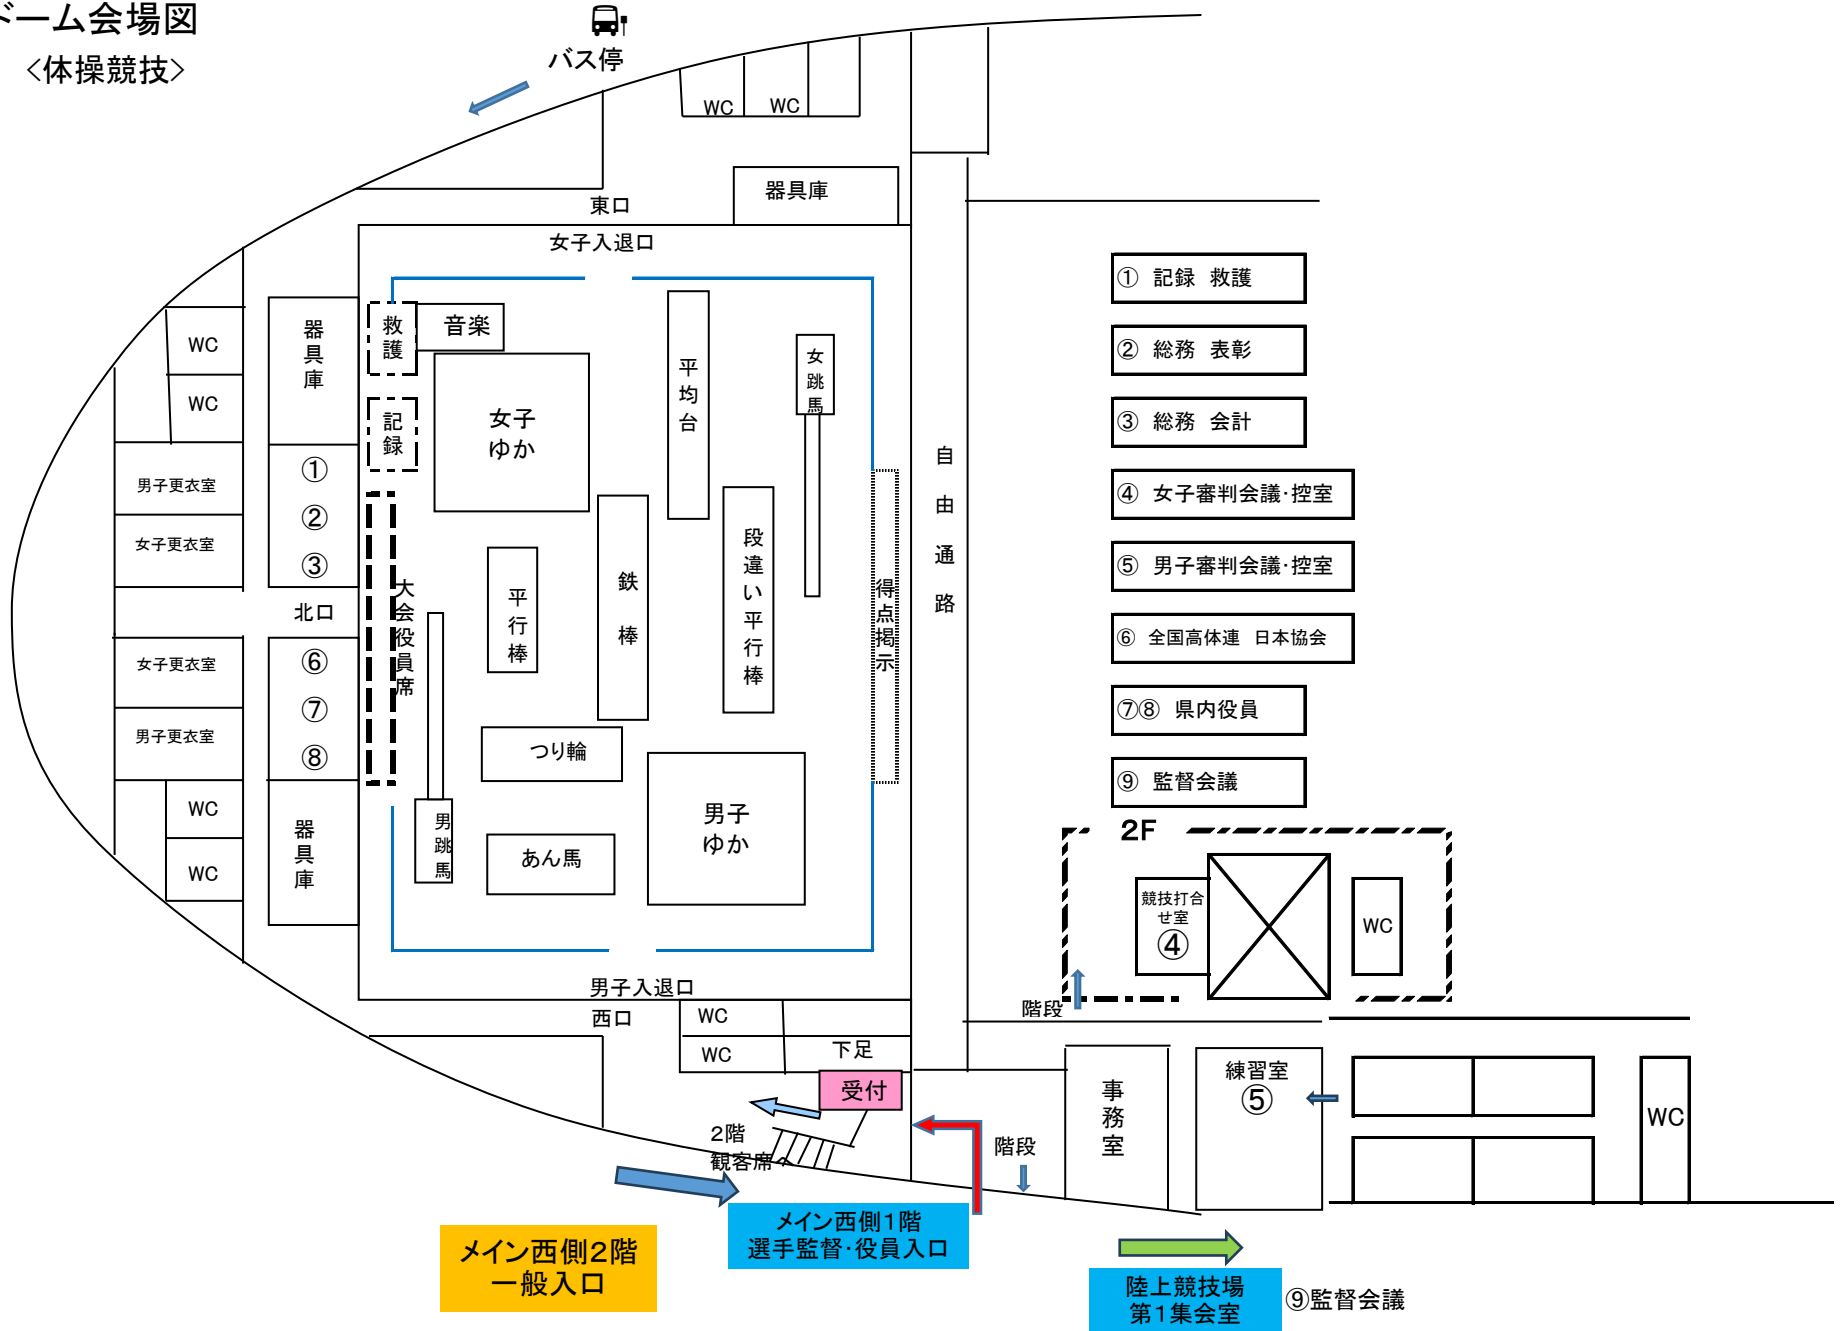 ドーム会場図
<体操競技>
バス停
WC
WC
器具庫
東口
女子入退口
救護
音楽
器具庫
記録
女子
ゆか
平均台
女跳馬
WC
WC
男子更衣室
女子更衣室
①
②
③
北口
女子更衣室
男子更衣室
⑥
⑦
⑧
WC
WC
器具庫
大会役員席
平行棒
鉄棒
段違い平行棒
得点掲示
自由通路
つり輪
男跳馬
あん馬
男子
ゆか
男子入退口
西口
WC
WC
下足
受付
2階
観客席へ
階段
階段
事務室
練習室
⑤
WC
① 記録 救護
② 総務 表彰
③ 総務 会計
④ 女子審判会議・控室
⑤ 男子審判会議・控室
⑥ 全国高体連 日本協会
⑦⑧ 県内役員
⑨ 監督会議
2F
競技打合
せ室
④
WC
メイン西側1階
選手監督・役員入口
メイン西側2階
一般入口
陸上競技場
第1集会室
⑨監督会議